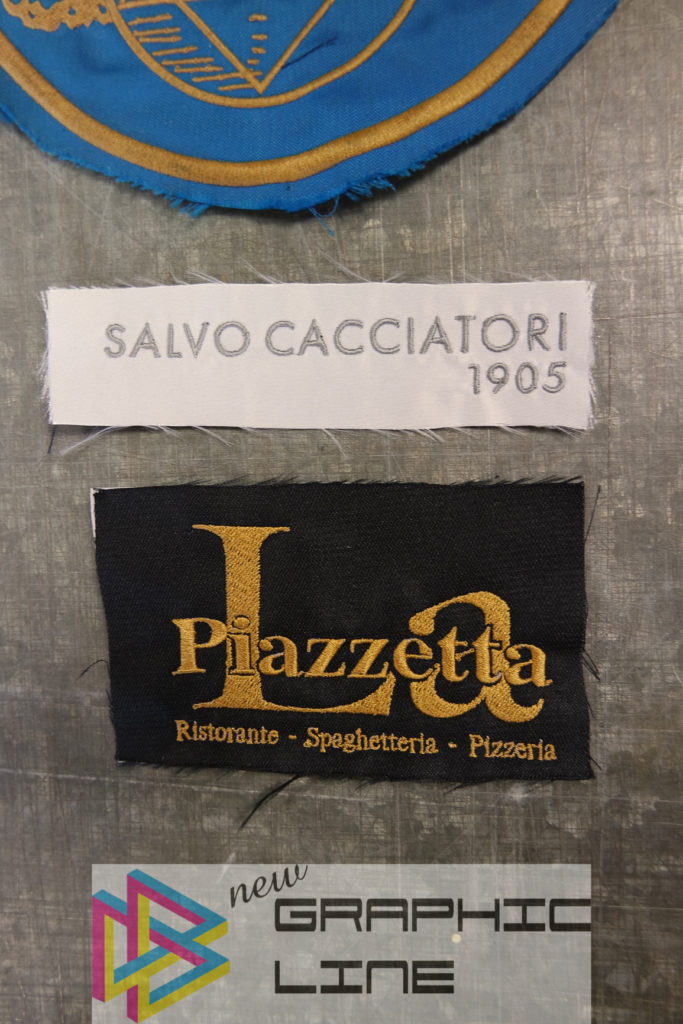 SALVO CACCIATORI
1905
La
Piazzetta
Ristorante - Spaghetteria - Pizzeria
new
GRAPHIC
LINE